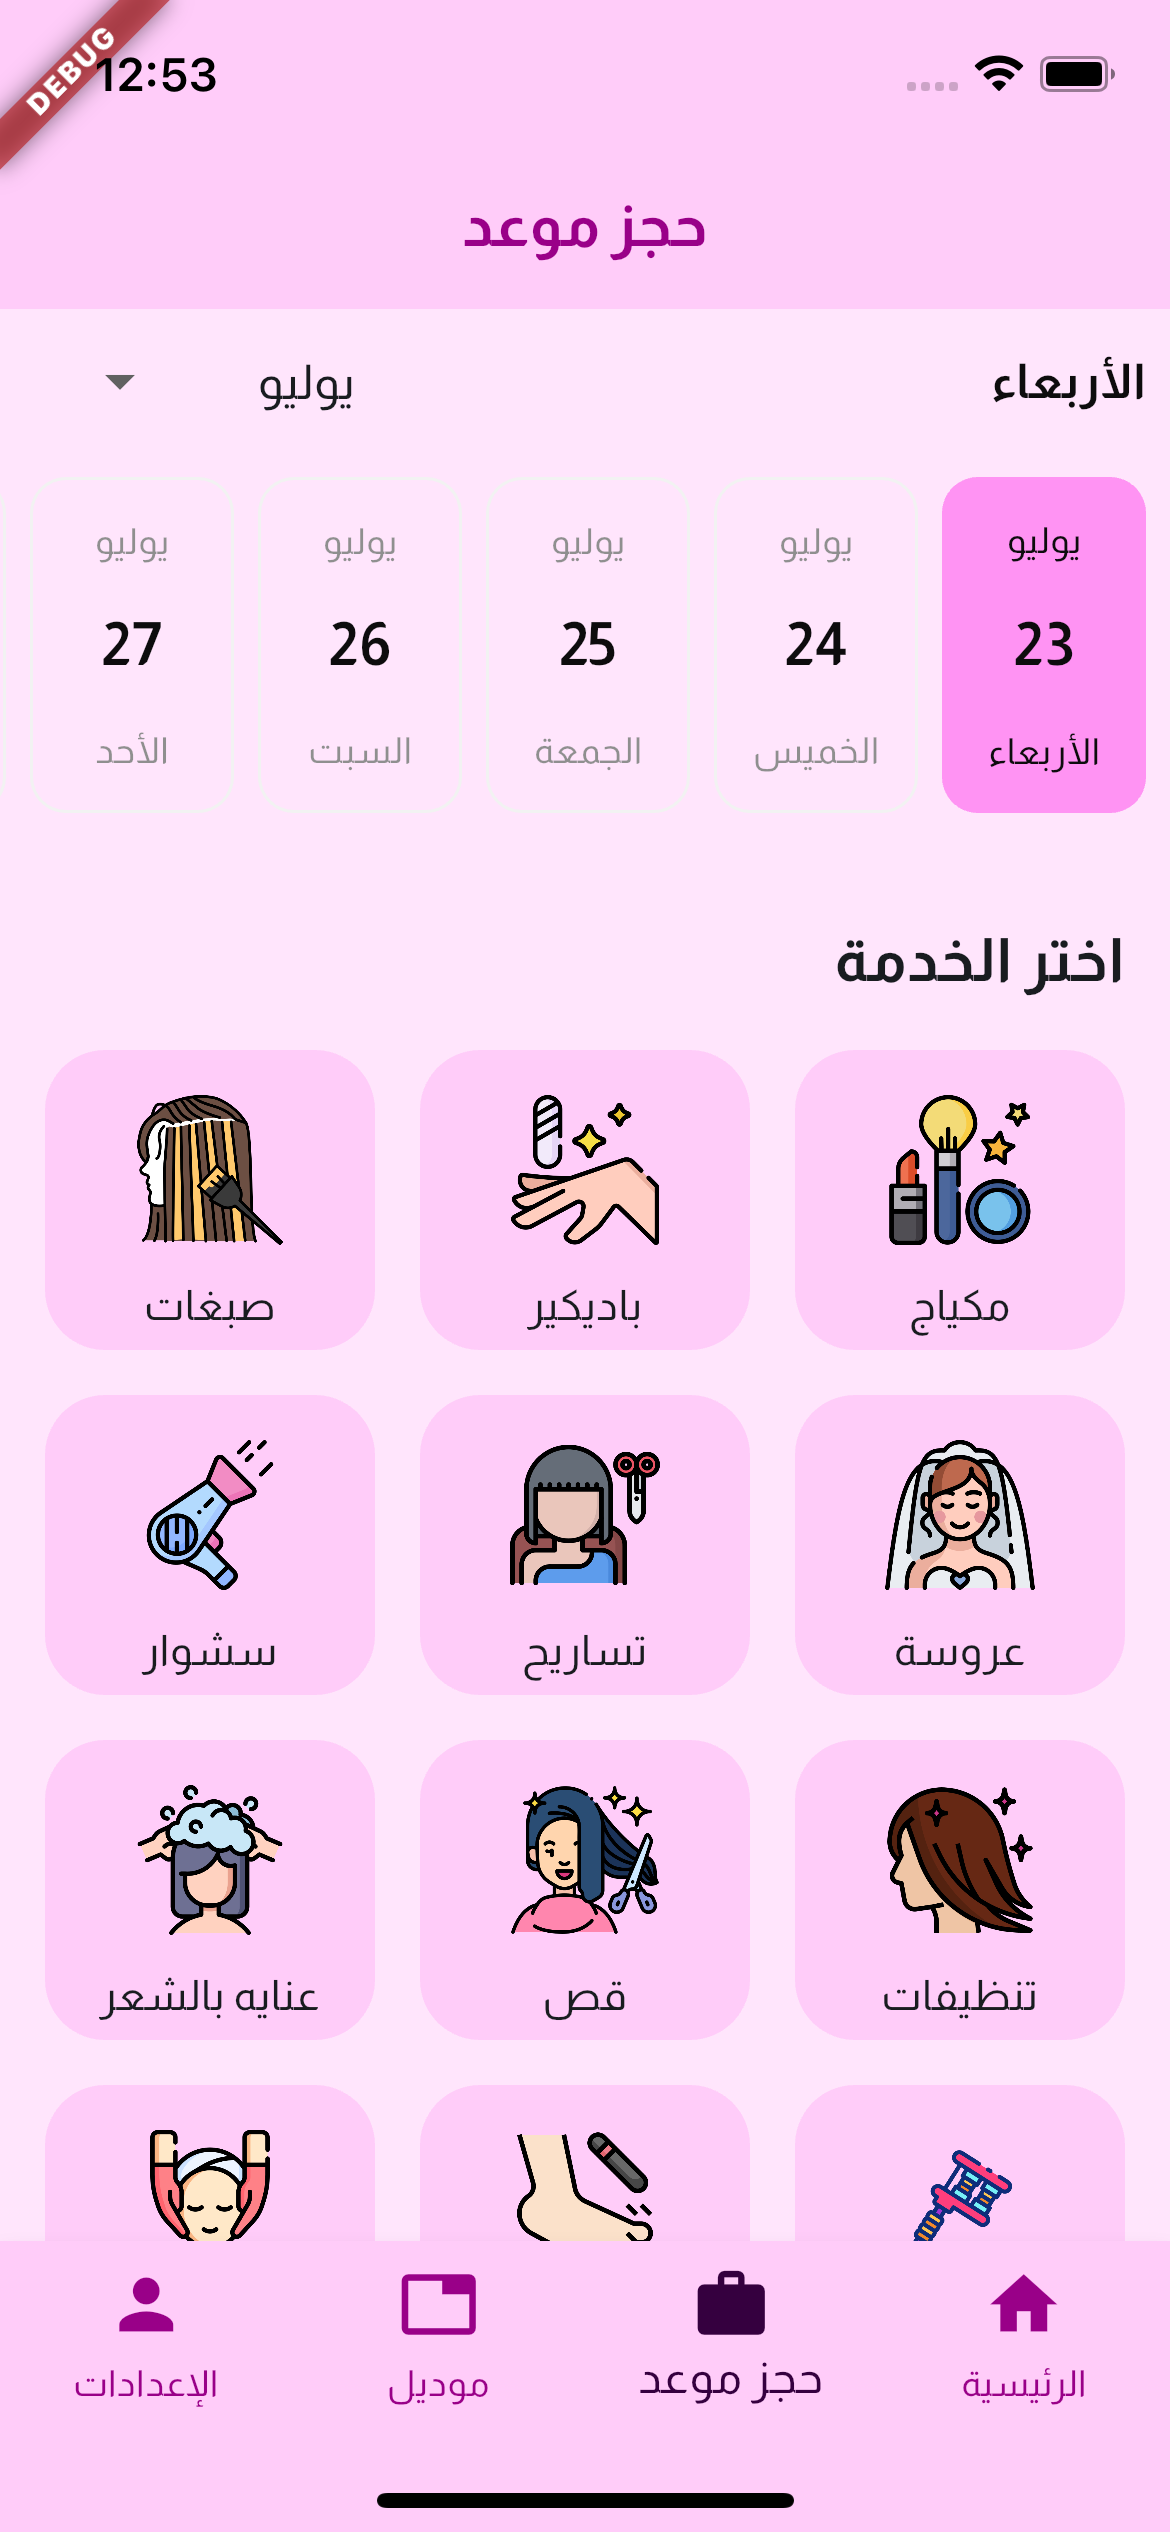 DEBUG
12:53
حجز موعد
الأربعاء
يوليو
يوليو
23
الأربعاء
يوليو
24
الخميس
يوليو
25
الجمعة
يوليو
26
السبت
يوليو
27
الأحد
اختر الخدمة
مكياج
باديكير
صبغات
عروسة
تساريح
سشوار
تنظيفات
قص
عنايه بالشعر
الرئيسية
حجز موعد
موديل
الإعدادات